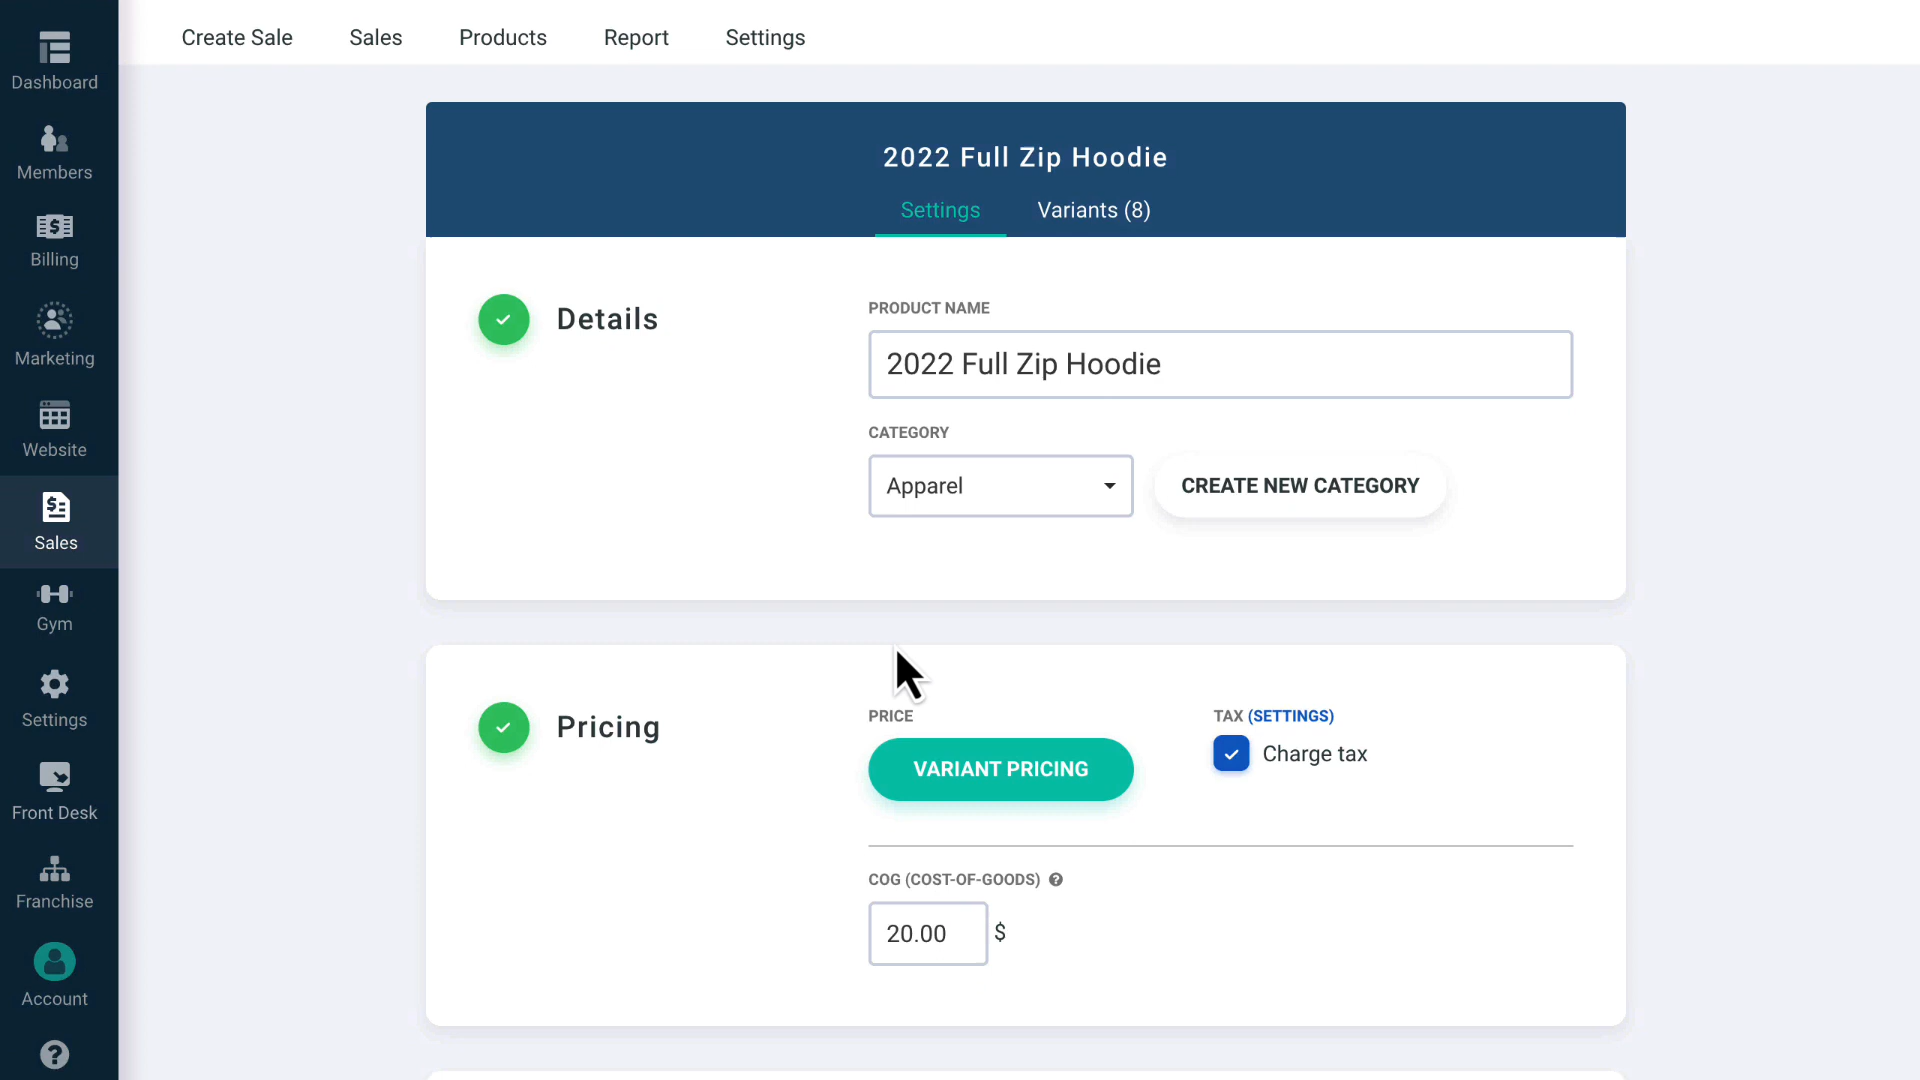 Create Sale
Sales
Products
Report
Settings
Dashboard
Members
Billing
Marketing
Website
Sales
Gym
Settings
Front Desk
Franchise
Account
2022 Full Zip Hoodie
Settings
Variants (8)
Details
PRODUCT NAME
2022 Full Zip Hoodie
CATEGORY
Apparel
CREATE NEW CATEGORY
Pricing
PRICE
VARIANT PRICING
TAX (SETTINGS)
Charge tax
COG (COST-OF-GOODS)
20.00 $